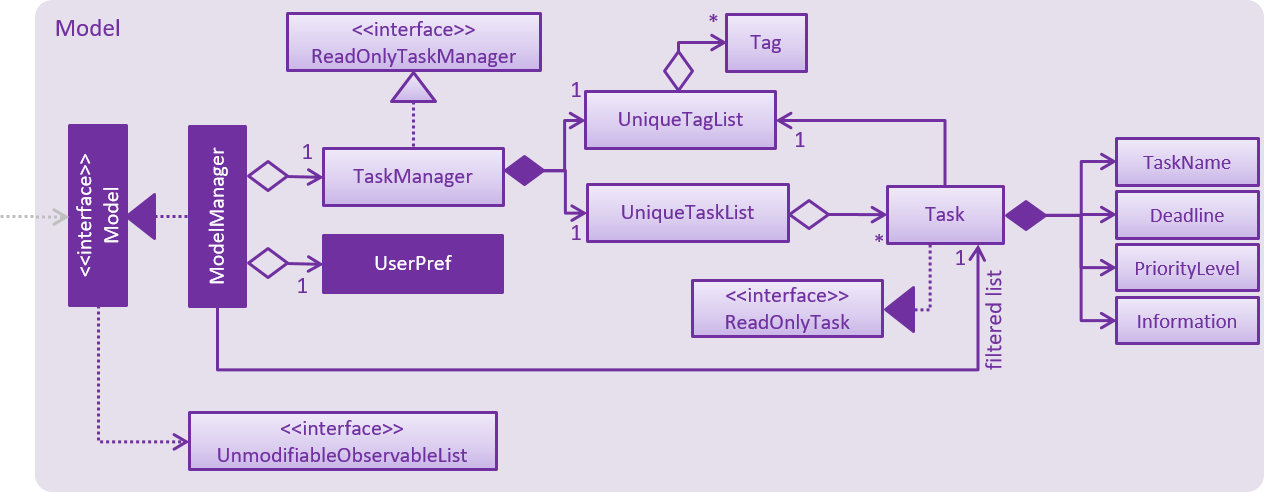 Model
<<interface>>
ReadOnlyTaskManager
*
Tag
1
UniqueTagList
1
<<interface>>
Model
ModelManager
1
TaskManager
TaskName
UniqueTaskList
1
Task
*
Deadline
1
UserPref
PriorityLevel
1
filtered list
<<interface>>
ReadOnlyTask
Information
<<interface>>
UnmodifiableObservableList